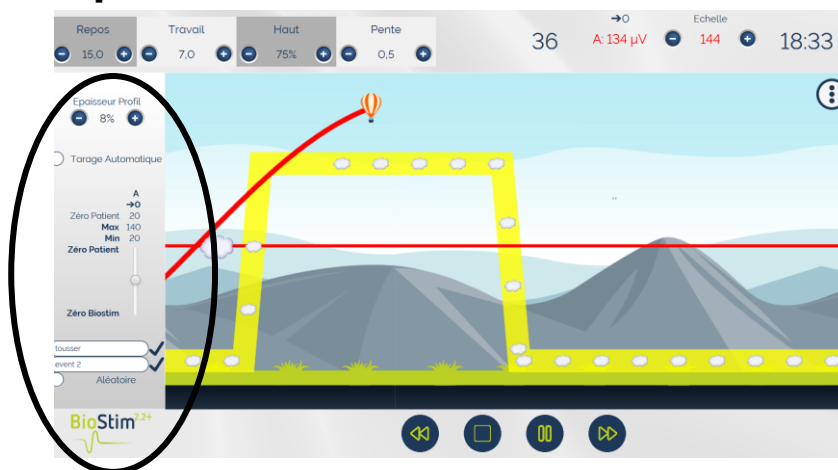 Repos
Travail
Haut
Pente
→0
Echelle
15,0
7,0
75%
0,5
36
A: 134 µV
144
18:33
Epaisseur Profil
8%
Tarage Automatique
A
→0
Zéro Patient 20
Max 140
Min 20
Zéro Patient
Zéro Biostim
tousser
event 2
Aléatoire
BioStim 7.2+